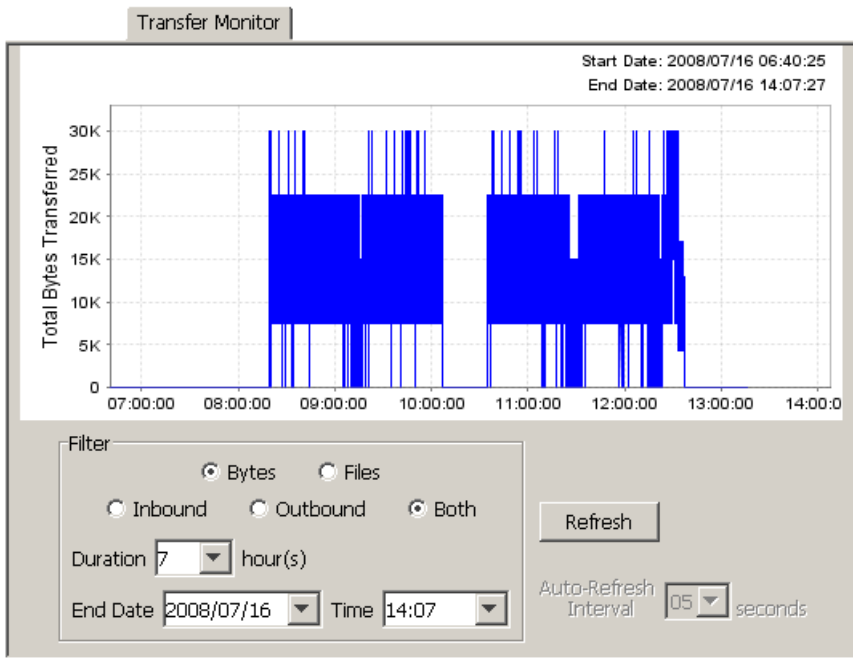 Transfer Monitor
Start Date: 2008/07/16 06:40:25
End Date: 2008/07/16 14:07:27
Total Bytes Transferred
30K
25K
20K
15K
10K
5K
0
07:00:00 08:00:00 09:00:00 10:00:00 11:00:00 12:00:00 13:00:00 14:00:0
Filter
Bytes Files
Inbound Outbound Both
Refresh
Duration 7 hour(s)
Auto-Refresh
Interval 05 seconds
End Date 2008/07/16 Time 14:07